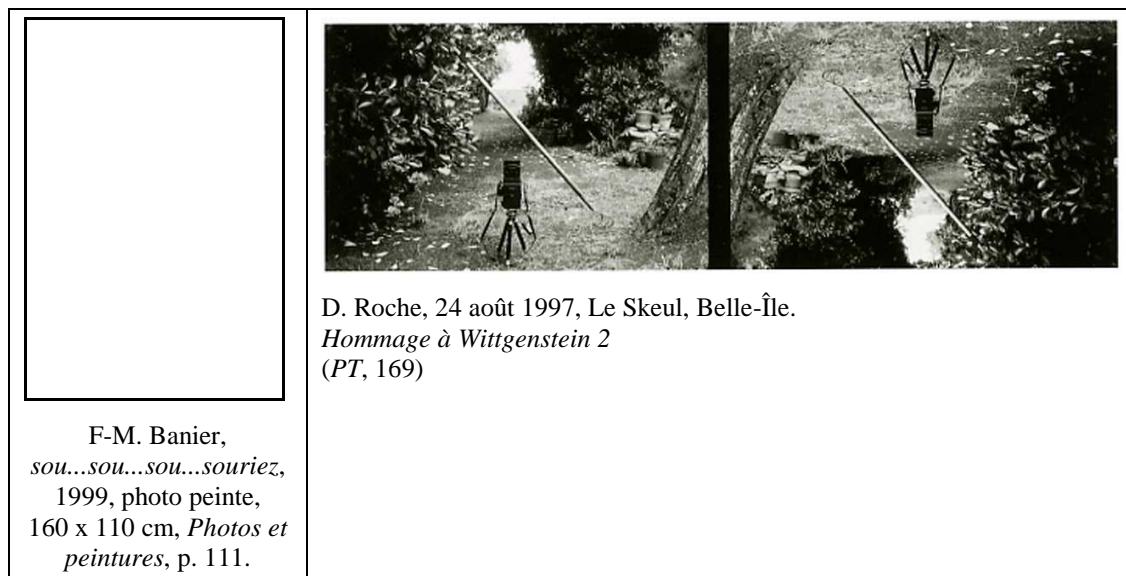 F-M. Banier,
sou...sou...sou...souriez,
1999, photo peinte,
160 x 110 cm, Photos et
peintures, p. 111.
D. Roche, 24 août 1997, Le Skeul, Belle-Île.
Hommage à Wittgenstein 2
(PT, 169)